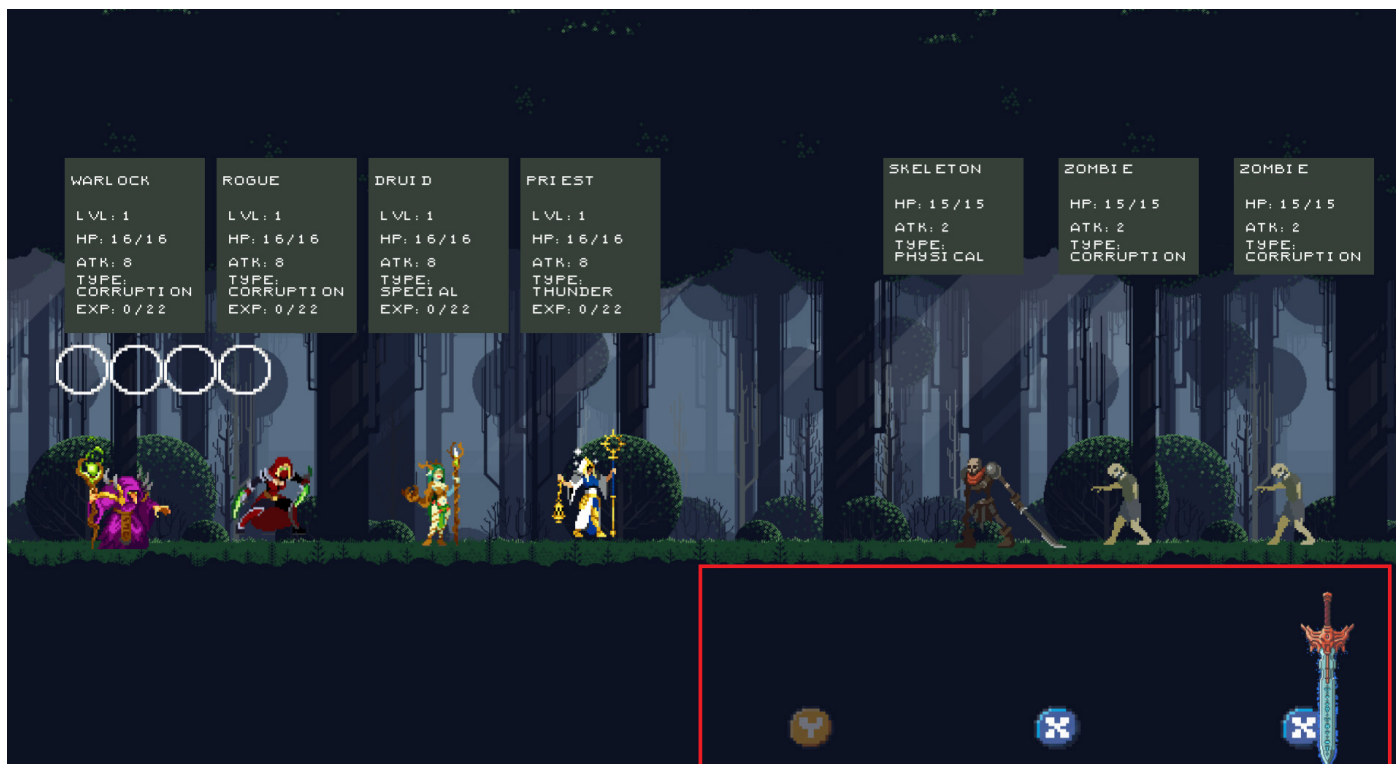 WARLOCK
LVL: 1
HP: 16/16
ATK: 8
TYPE:
CORRUPTION
EXP: 0/22
ROGUE
LVL: 1
HP: 16/16
ATK: 8
TYPE:
CORRUPTION
EXP: 0/22
DRUID
LVL: 1
HP: 16/16
ATK: 8
TYPE:
SPECIAL
EXP: 0/22
PRIEST
LVL: 1
HP: 16/16
ATK: 8
TYPE:
THUNDER
EXP: 0/22
SKELETON
HP: 15/15
ATK: 2
TYPE:
PHYSICAL
ZOMBIE
HP: 15/15
ATK: 2
TYPE:
CORRUPTION
ZOMBIE
HP: 15/15
ATK: 2
TYPE:
CORRUPTION
Y
X
X